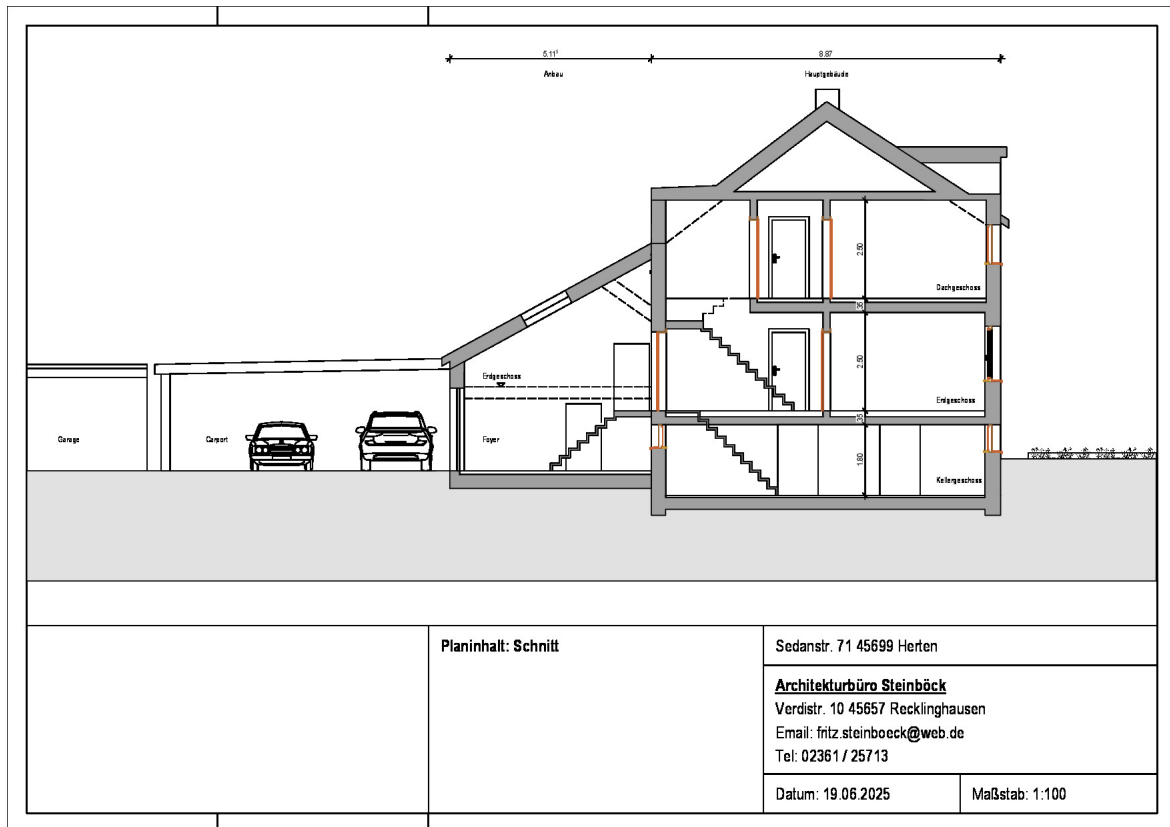 5.11⁵
8.87
Anbau
Hauptgebäude
2.50
Dachgeschoss
35
2.50
Erdgeschoss
Erdgeschoss
35
Garage
Carport
Foyer
1.80
Kellergeschoss
Planinhalt: Schnitt
Sedanstr. 71 45699 Herten
Architekturbüro Steinböck
Verdistr. 10 45657 Recklinghausen
Email: fritz.steinboeck@web.de
Tel: 02361 / 25713
Datum: 19.06.2025
Maßstab: 1:100